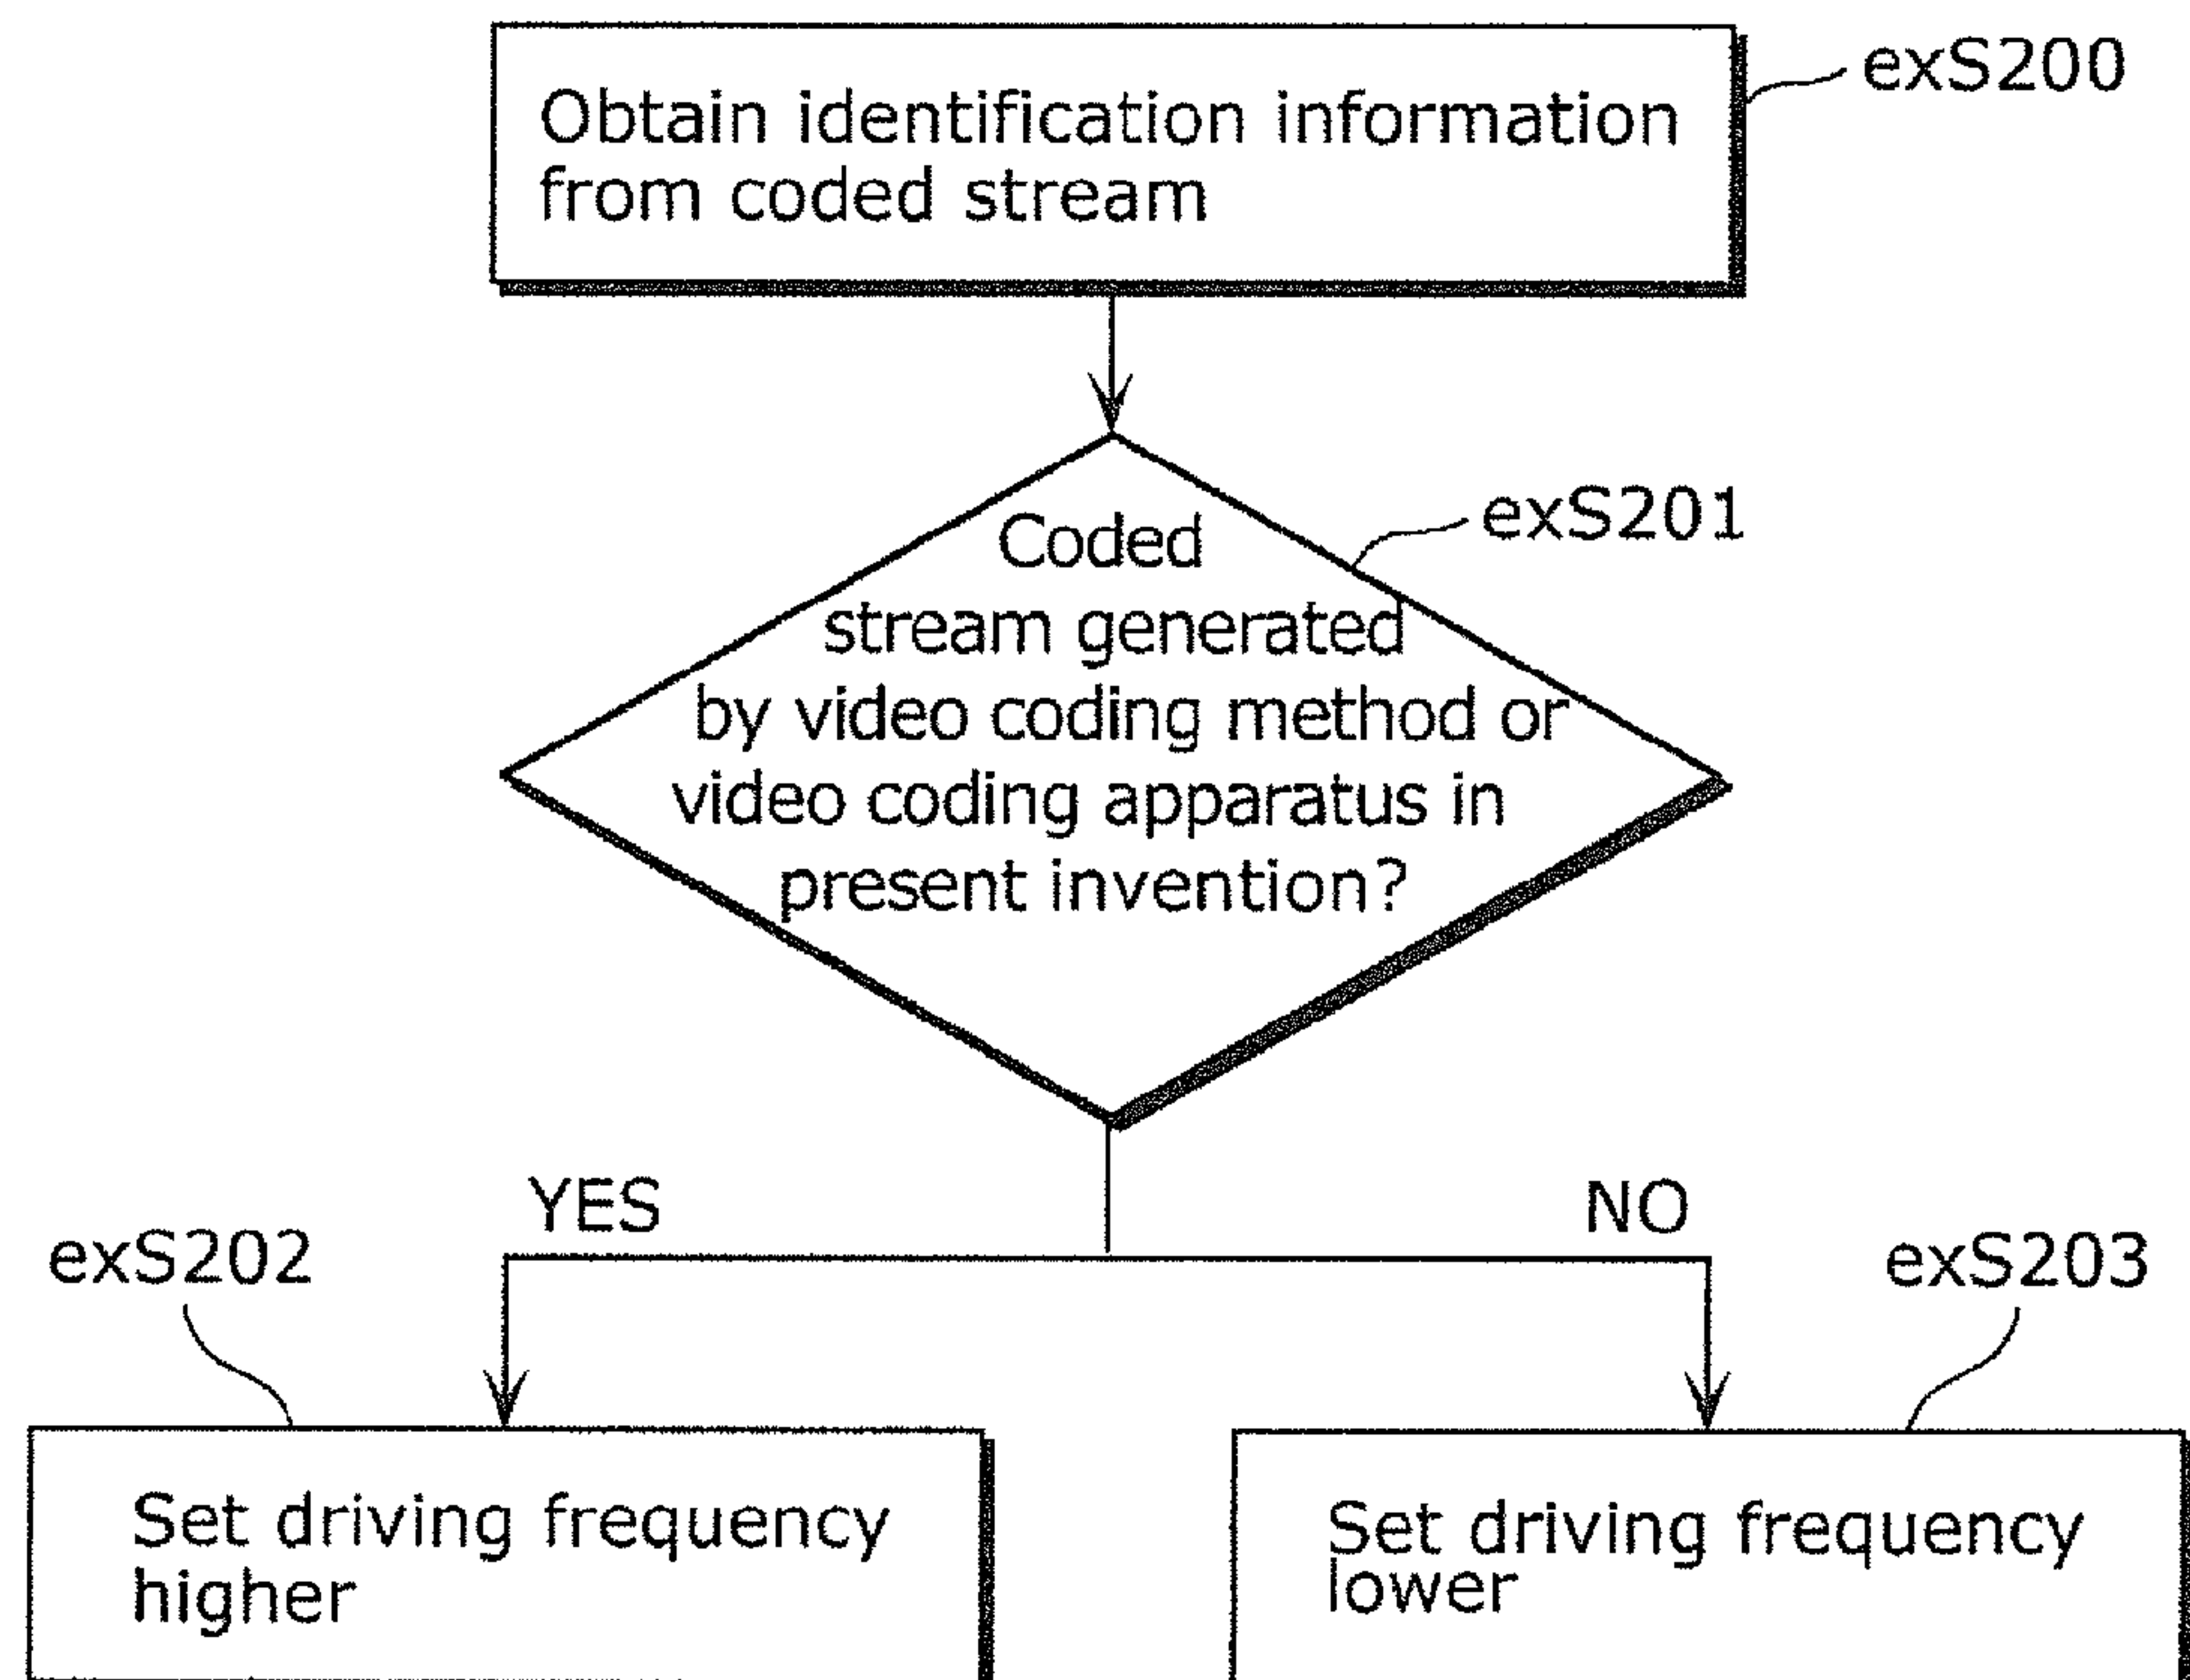 exS200
Obtain identification information
from coded stream
exS201
Coded
stream generated
by video coding method or
video coding apparatus in
present invention?
YES
NO
exS202
exS203
Set driving frequency
higher
Set driving frequency
lower